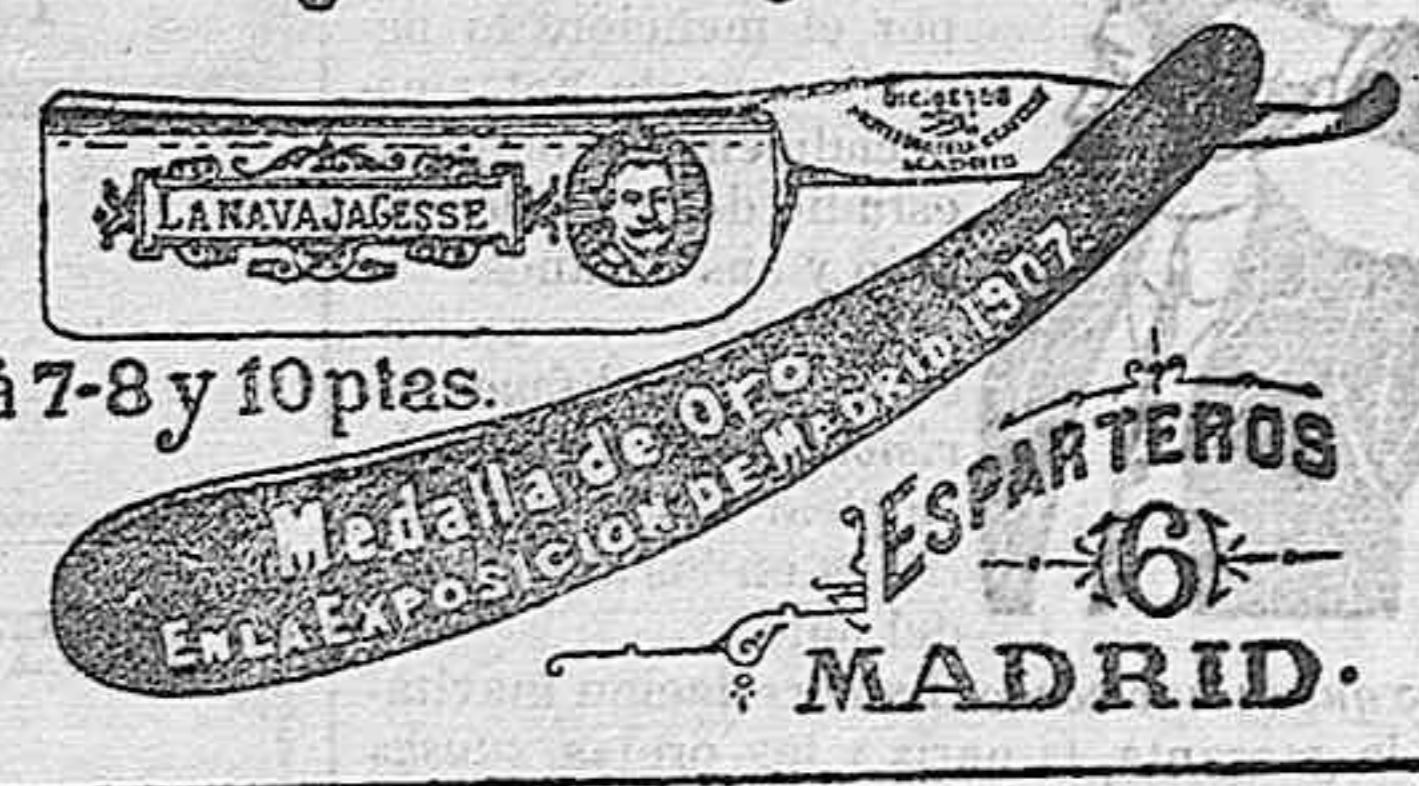 LA NAVAJA GESSE
MADRID
á 7-8 y 10 ptas.
Medalla de Oro
EN LA EXPOSICION DE MADRID 1907
ESPARTEROS
6
MADRID.